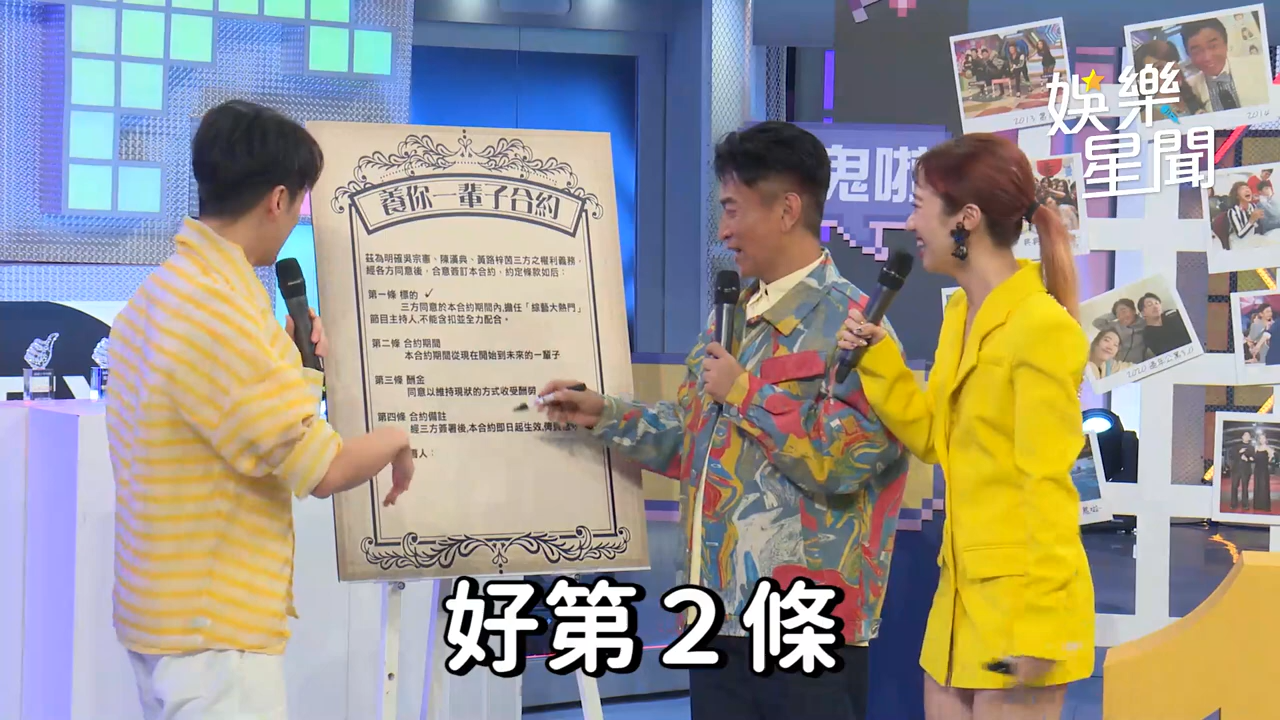 娛樂
星聞
鬼啦
2013
2014
養你一輩子合約
茲為明確吳宗憲、陳漢典、黃路梓茵三方之權利義務,
經各方同意後,合意簽訂本合約,約定條款如后:
第一條 標的 ✓
三方同意於本合約期間內,擔任「綜藝大熱門」
節目主持人,不能含扣並全力配合。
第二條 合約期間
本合約期間從現在開始到未來的一輩子
第三條 酬金
同意以維持現狀的方式收受酬勞
第四條 合約備註
經三方簽署後,本合約即日起生效,
人:
2020
好第2條